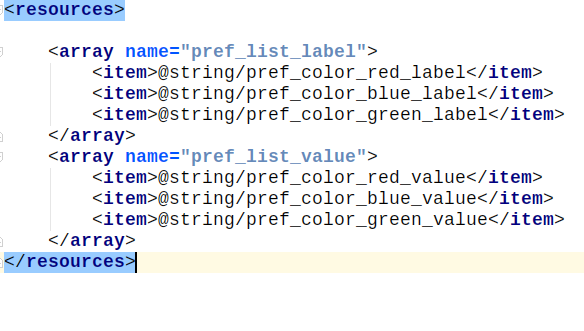 <resources>
<array name="pref_list_label">
<item>@string/pref_color_red_label</item>
<item>@string/pref_color_blue_label</item>
<item>@string/pref_color_green_label</item>
</array>
<array name="pref_list_value">
<item>@string/pref_color_red_value</item>
<item>@string/pref_color_blue_value</item>
<item>@string/pref_color_green_value</item>
</array>
</resources>